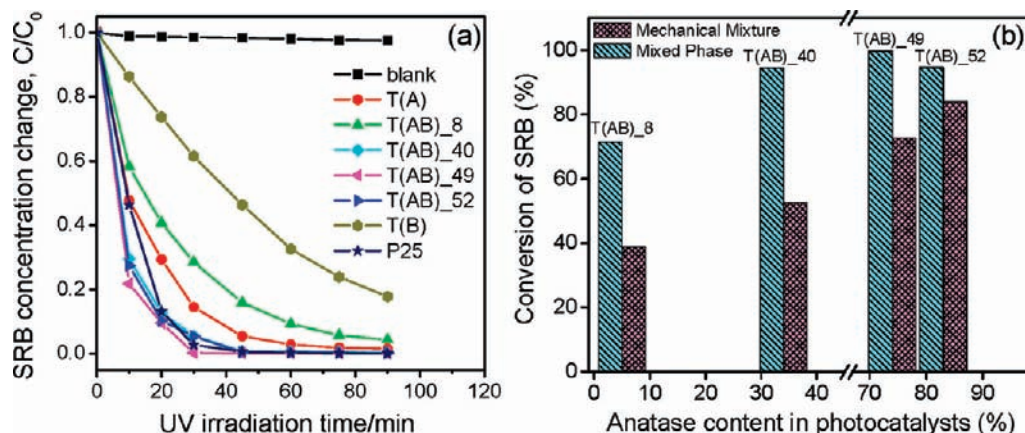 (a)
SRB concentration change, C/C₀
1.0
0.8
0.6
0.4
0.2
0.0
blank
T(A)
T(AB)_8
T(AB)_40
T(AB)_49
T(AB)_52
T(B)
P25
0 20 40 60 80 100 120
UV irradiation time/min
(b)
Conversion of SRB (%)
100
80
60
40
20
0
Mechanical Mixture
Mixed Phase
T(AB)_8
T(AB)_40
T(AB)_49
T(AB)_52
0 10 20 30 40 70 80 90
Anatase content in photocatalysts (%)